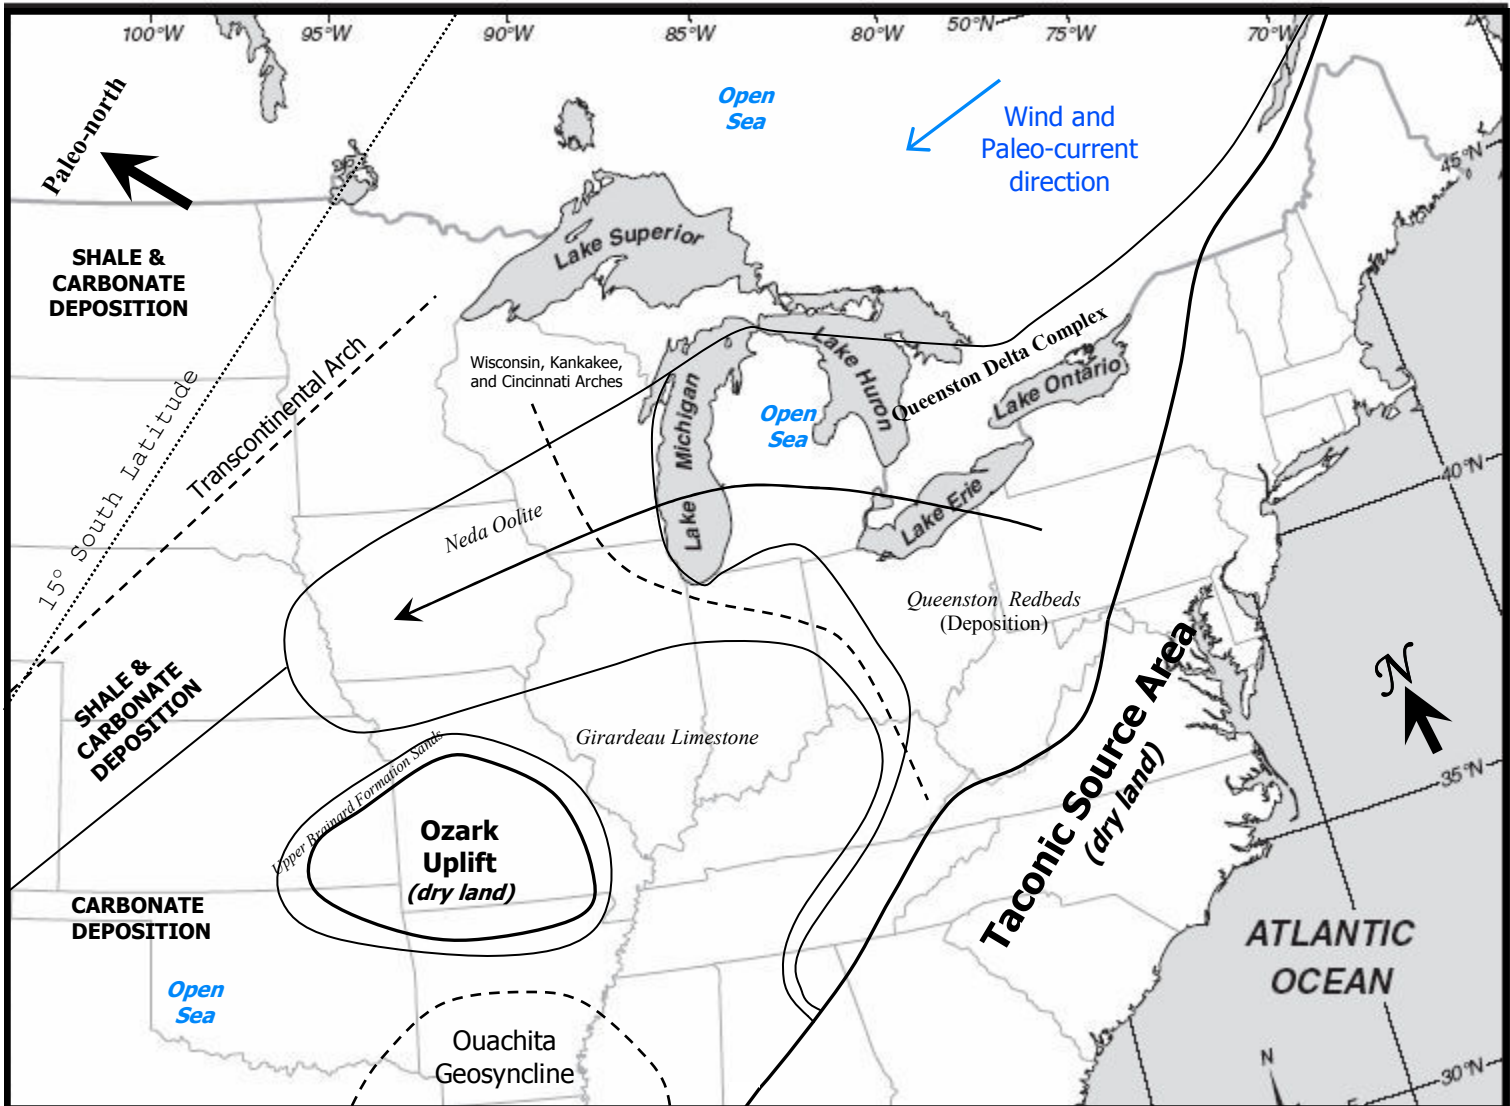 100°W
95°W
90°W
85°W
80°W
50°N
75°W
70°W
Paleo-north
Open
Sea
Wind and
Paleo-current
direction
45°N
SHALE &
CARBONATE
DEPOSITION
Lake Superior
Transcontinental Arch
15° South Latitude
Wisconsin, Kankakee,
and Cincinnati Arches
Lake Michigan
Lake Huron
Open
Sea
Queenston Delta Complex
Lake Ontario
Lake Erie
40°N
Neda Oolite
Queenston Redbeds
(Deposition)
SHALE &
CARBONATE
DEPOSITION
Girardeau Limestone
Taconic Source Area
(dry land)
N
35°N
Upper Brainard Formation Sands
Ozark
Uplift
(dry land)
CARBONATE
DEPOSITION
Open
Sea
ATLANTIC
OCEAN
Ouachita
Geosyncline
N
30°N